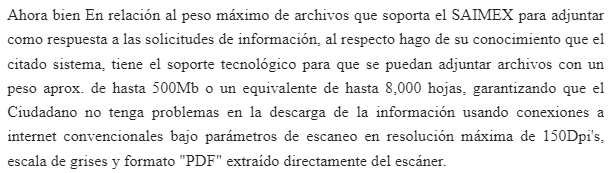 Ahora bien En relación al peso máximo de archivos que soporta el SAIMEX para adjuntar
como respuesta a las solicitudes de información, al respecto hago de su conocimiento que el
citado sistema, tiene el soporte tecnológico para que se puedan adjuntar archivos con un
peso aprox. de hasta 500Mb o un equivalente de hasta 8,000 hojas, garantizando que el
Ciudadano no tenga problemas en la descarga de la información usando conexiones a
internet convencionales bajo parámetros de escaneo en resolución máxima de 150Dpi's,
escala de grises y formato "PDF" extraído directamente del escáner.